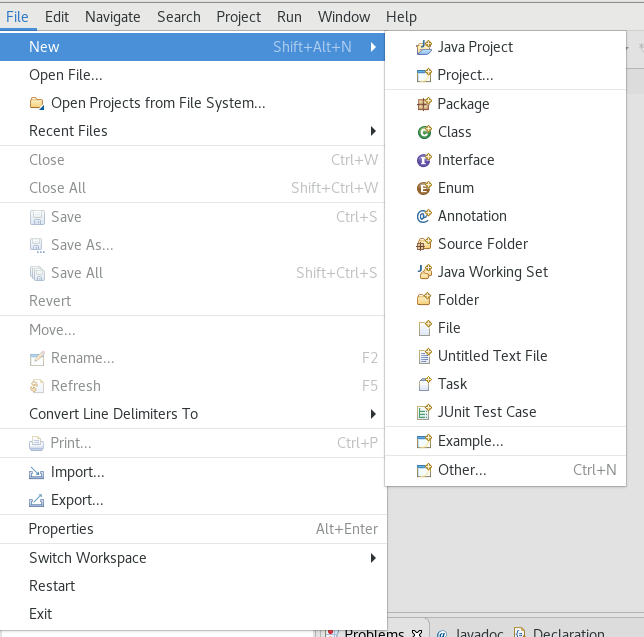 File Edit Navigate Search Project Run Window Help
New Shift+Alt+N
Open File...
Open Projects from File System...
Recent Files
Close Ctrl+W
Close All Shift+Ctrl+W
Save Ctrl+S
Save As...
Save All Shift+Ctrl+S
Revert
Move...
Rename... F2
Refresh F5
Convert Line Delimiters To
Print... Ctrl+P
Import...
Export...
Properties Alt+Enter
Switch Workspace
Restart
Exit
Java Project
Project...
Package
Class
Interface
Enum
Annotation
Source Folder
Java Working Set
Folder
File
Untitled Text File
Task
JUnit Test Case
Example...
Other... Ctrl+N
Problems Javadoc Declaration